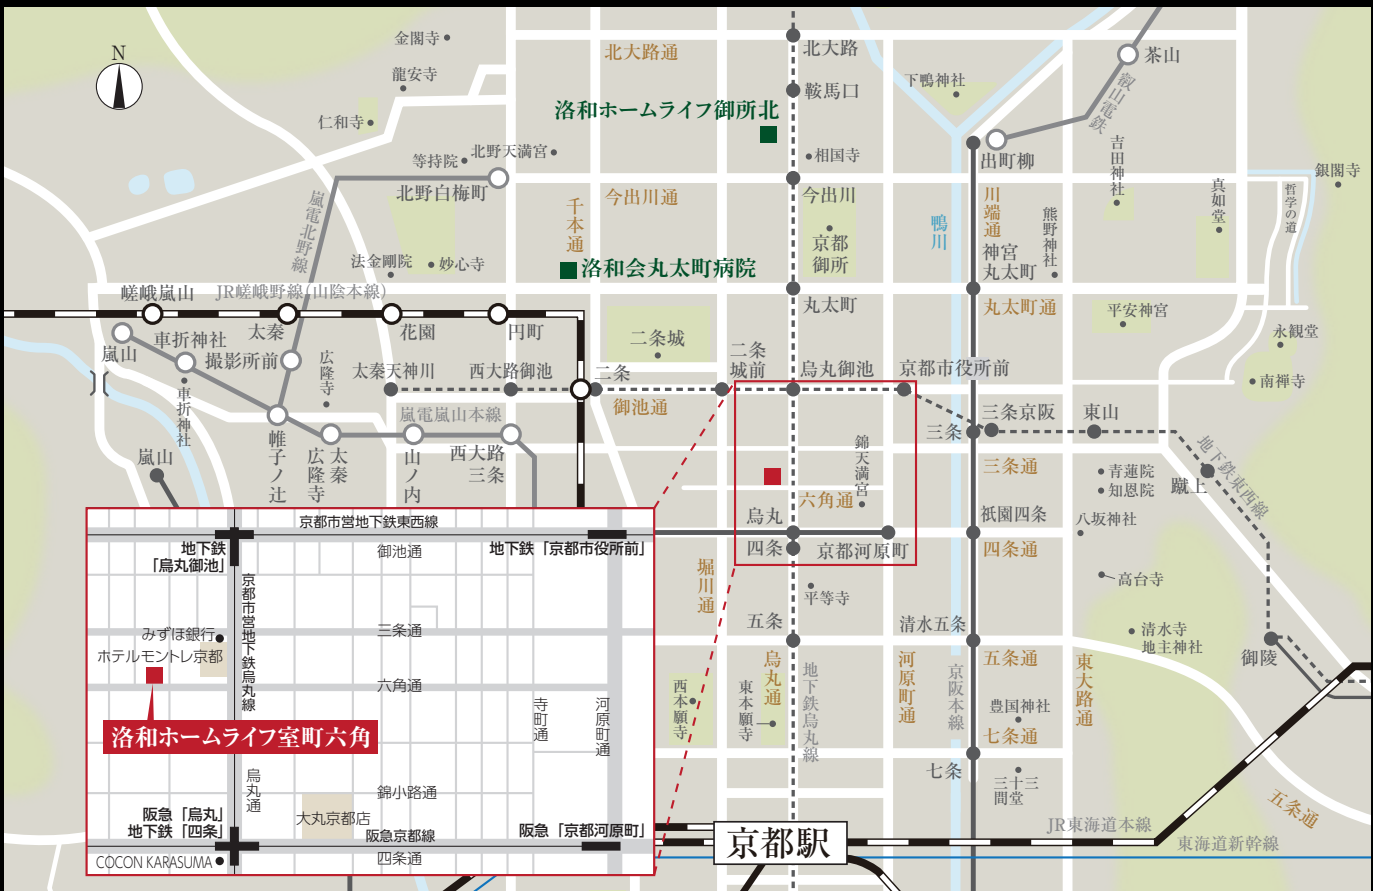 N
金閣寺
龍安寺
仁和寺
等持院
北野天満宮
北野白梅町
嵐電北野線
法金剛院
妙心寺
北大路通
北大路
鞍馬口
洛和ホームライフ御所北
相国寺
今出川通
今出川
千本通
京都
御所
洛和会丸太町病院
丸太町
下鴨神社
茶山
叡山電鉄
出町柳
吉田神社
銀閣寺
哲学の道
真如堂
川端通
鴨川
熊野神社
神宮
丸太町
丸太町通
平安神宮
永観堂
南禅寺
嵯峨嵐山
JR嵯峨野線(山陰本線)
太秦
花園
円町
嵐山
車折神社
撮影所前
車折神社
広隆寺
太秦天神川
西大路御池
二条
二条城
二条
城前
烏丸御池
京都市役所前
御池通
嵐電嵐山本線
嵐山
帷子ノ辻
太秦
広隆寺
山ノ内
西大路
三条
三条京阪
東山
三条
三条通
錦天満宮
六角通
烏丸
四条
京都河原町
祇園四条
四条通
青蓮院
知恩院
蹴上
地下鉄東西線
八坂神社
高台寺
清水寺
地主神社
御陵
堀川通
平等寺
五条
清水五条
五条通
烏丸通
地下鉄烏丸線
河原町通
京阪本線
東大路通
西本願寺
東本願寺
豊国神社
七条通
七条
三十三
間堂
五条通
JR東海道本線
東海道新幹線
京都駅
京都市営地下鉄東西線
地下鉄
「烏丸御池」
御池通
地下鉄「京都市役所前」
京都市営地下鉄烏丸線
みずほ銀行
三条通
ホテルモントレ京都
六角通
洛和ホームライフ室町六角
寺町通
河原町通
烏丸通
錦小路通
大丸京都店
阪急「烏丸」
地下鉄「四条」
阪急京都線
阪急「京都河原町」
COCON KARASUMA
四条通